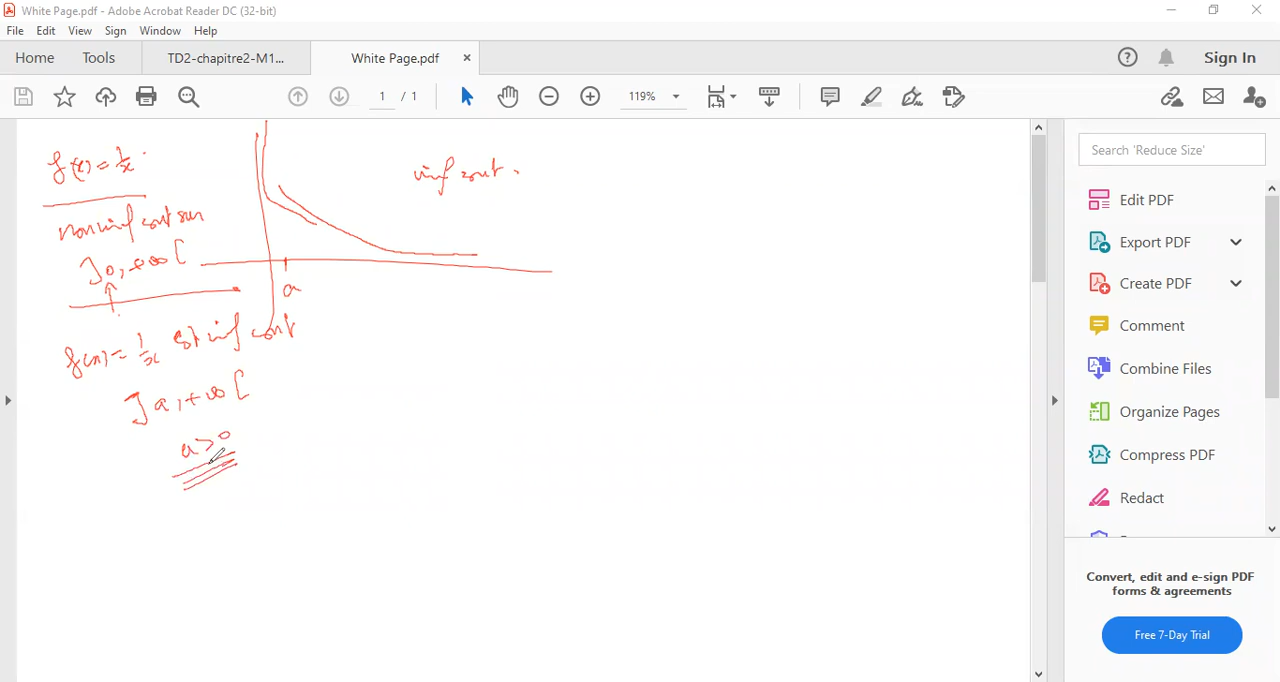 White Page.pdf - Adobe Acrobat Reader DC (32-bit)
File Edit View Sign Window Help
Home Tools TD2-chapitre2-M1... White Page.pdf × Sign In
1 / 1 119%
f(x) = 1/x
non inf cont sur
]0, +∞[
inf cont
a
f(x) = 1/x est inf cont
]a, +∞[
a > 0
Search 'Reduce Size'
Edit PDF
Export PDF
Create PDF
Comment
Combine Files
Organize Pages
Compress PDF
Redact
Convert, edit and e-sign PDF
forms & agreements
Free 7-Day Trial